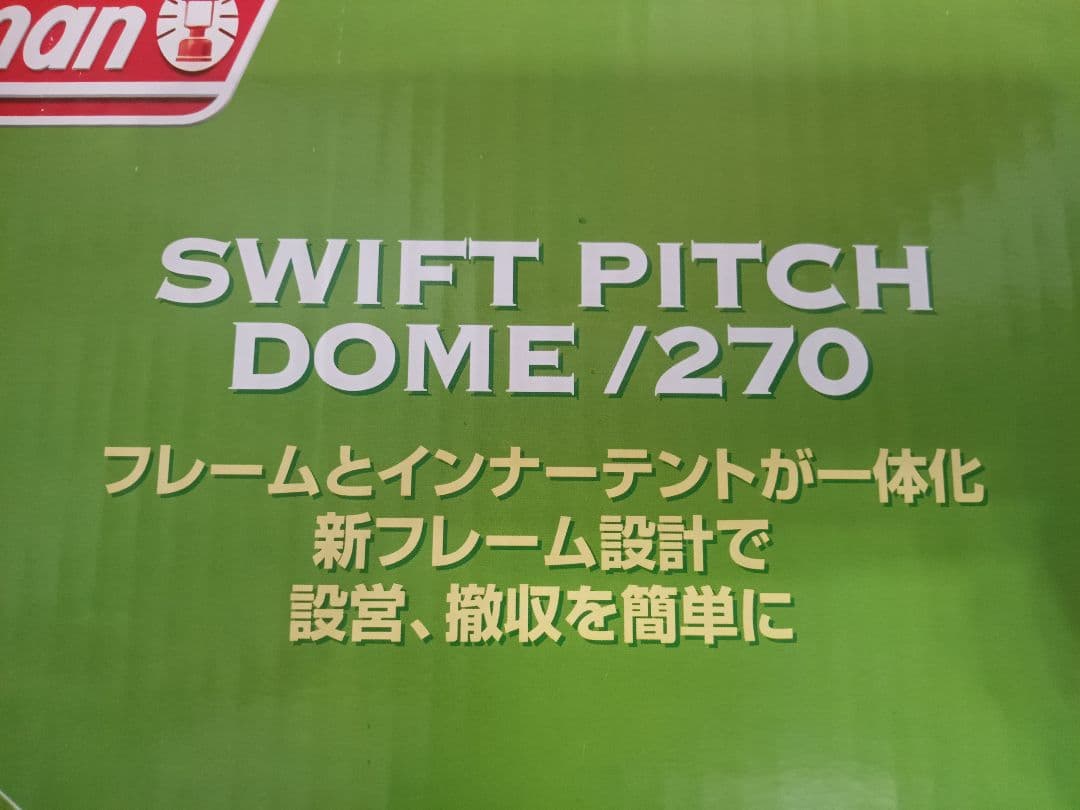 man
SWIFT PITCH
DOME /270
フレームとインナーテントが一体化
新フレーム設計で
設営、撤収を簡単に